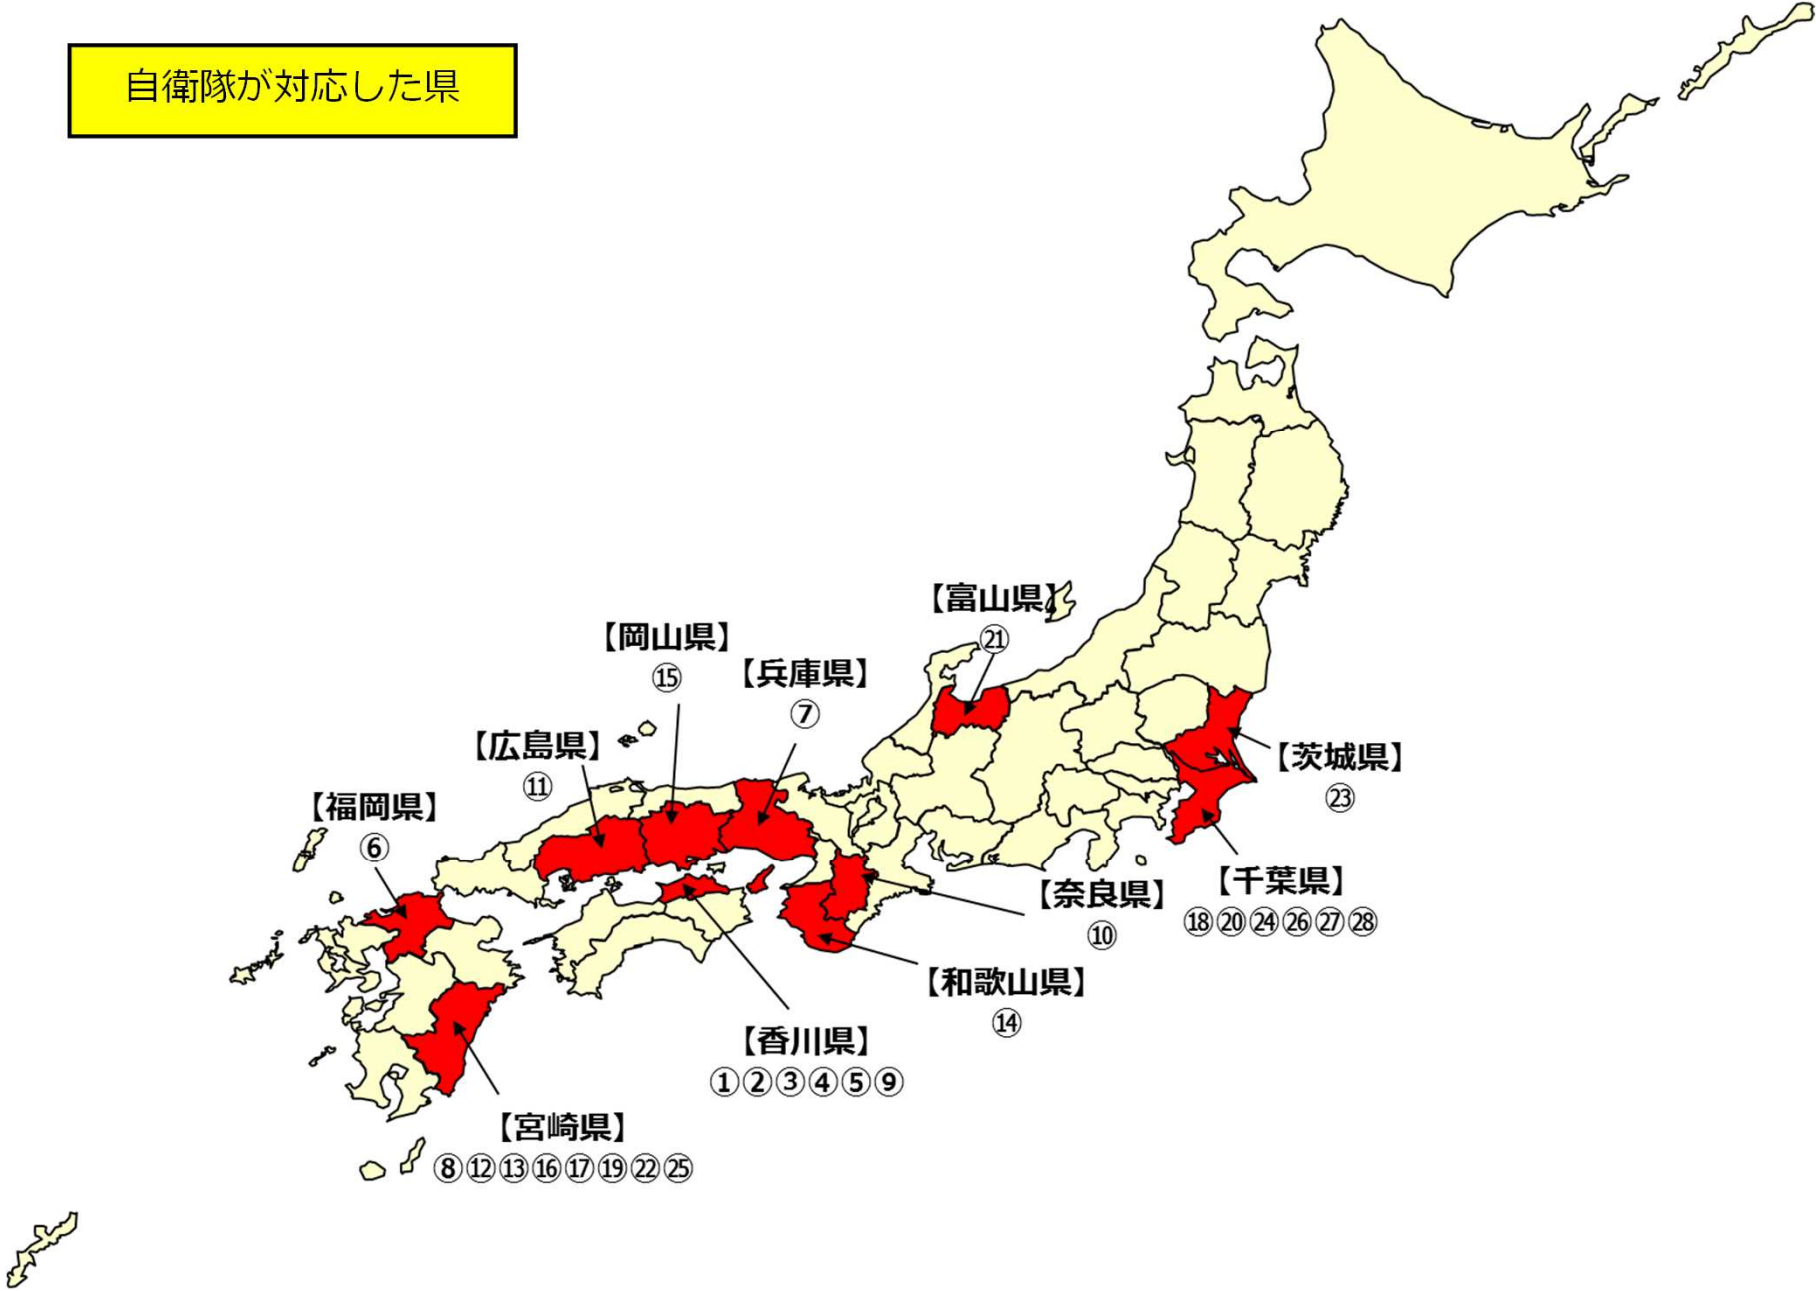 自衛隊が対応した県
【富山県】
㉑
【岡山県】
⑮
【兵庫県】
⑦
【広島県】
⑪
【茨城県】
㉓
【福岡県】
⑥
【奈良県】
⑩
【千葉県】
⑱⑳㉔㉖㉗㉘
【和歌山県】
⑭
【香川県】
①②③④⑤⑨
【宮崎県】
⑧⑫⑬⑯⑰⑲㉒㉕